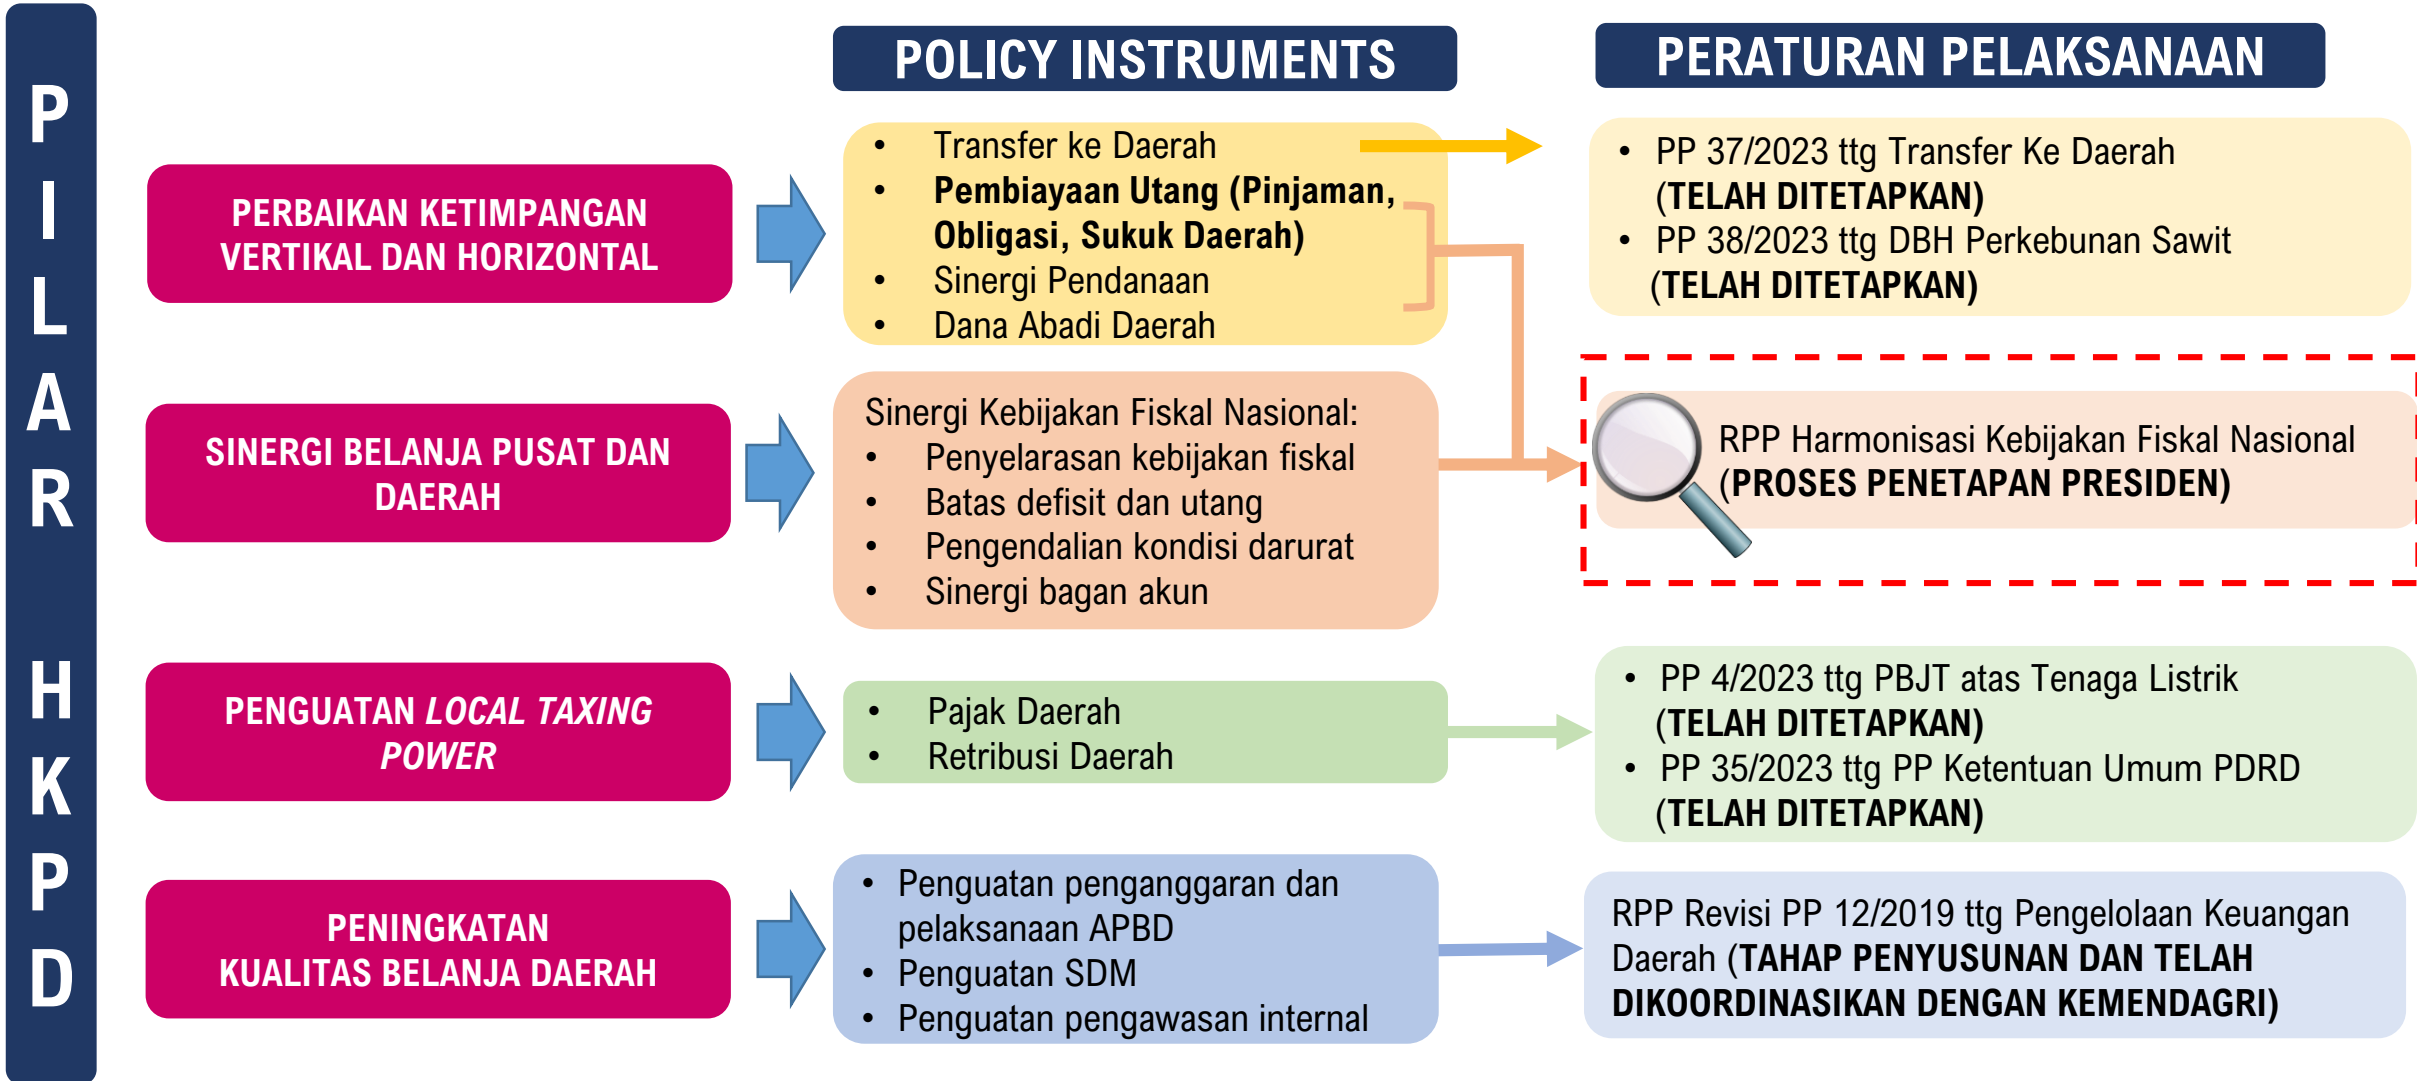 PILAR HKPD
POLICY INSTRUMENTS
PERATURAN PELAKSANAAN
PERBAIKAN KETIMPANGAN
VERTIKAL DAN HORIZONTAL
• Transfer ke Daerah
• Pembiayaan Utang (Pinjaman,
Obligasi, Sukuk Daerah)
• Sinergi Pendanaan
• Dana Abadi Daerah
• PP 37/2023 ttg Transfer Ke Daerah
(TELAH DITETAPKAN)
• PP 38/2023 ttg DBH Perkebunan Sawit
(TELAH DITETAPKAN)
SINERGI BELANJA PUSAT DAN
DAERAH
Sinergi Kebijakan Fiskal Nasional:
• Penyelarasan kebijakan fiskal
• Batas defisit dan utang
• Pengendalian kondisi darurat
• Sinergi bagan akun
RPP Harmonisasi Kebijakan Fiskal Nasional
(PROSES PENETAPAN PRESIDEN)
PENGUATAN LOCAL TAXING
POWER
• Pajak Daerah
• Retribusi Daerah
• PP 4/2023 ttg PBJT atas Tenaga Listrik
(TELAH DITETAPKAN)
• PP 35/2023 ttg PP Ketentuan Umum PDRD
(TELAH DITETAPKAN)
PENINGKATAN
KUALITAS BELANJA DAERAH
• Penguatan penganggaran dan
pelaksanaan APBD
• Penguatan SDM
• Penguatan pengawasan internal
RPP Revisi PP 12/2019 ttg Pengelolaan Keuangan
Daerah (TAHAP PENYUSUNAN DAN TELAH
DIKOORDINASIKAN DENGAN KEMENDAGRI)